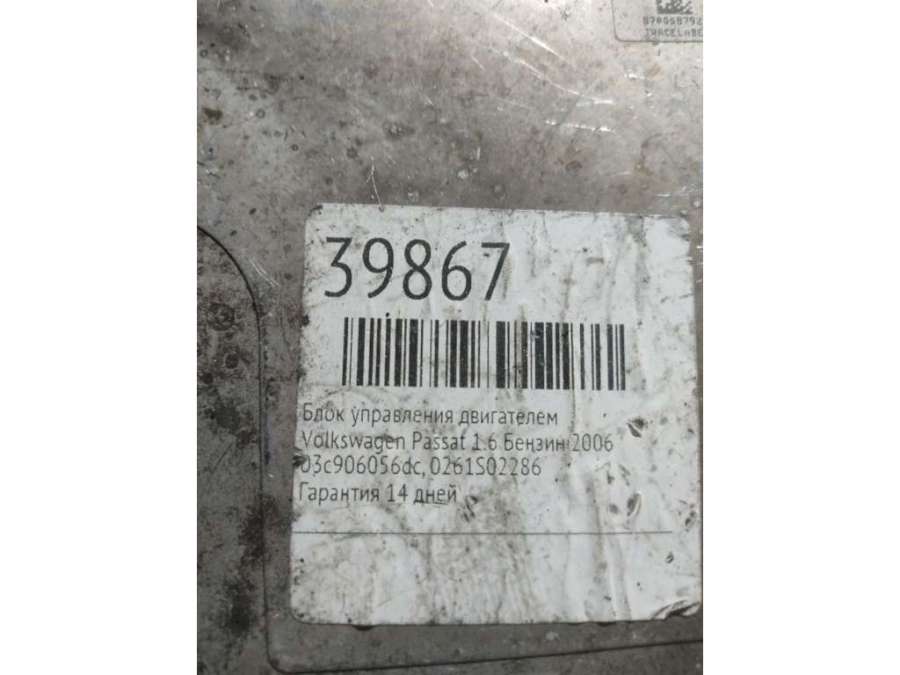 39867
Блок управления двигателем
Volkswagen Passat 1.6 Бензин 2006
03c906056dc, 0261S02286
Гарантия 14 дней